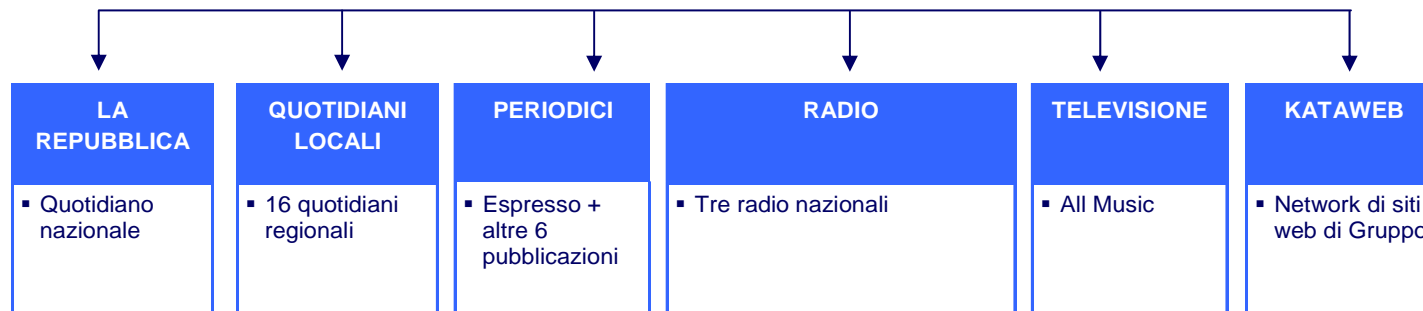 LA
REPUBBLICA
QUOTIDIANI
LOCALI
PERIODICI
RADIO
TELEVISIONE
KATAWEB
▪ Quotidiano
nazionale
▪ 16 quotidiani
regionali
▪ Espresso +
altre 6
pubblicazioni
▪ Tre radio nazionali
▪ All Music
▪ Network di siti
web di Gruppo